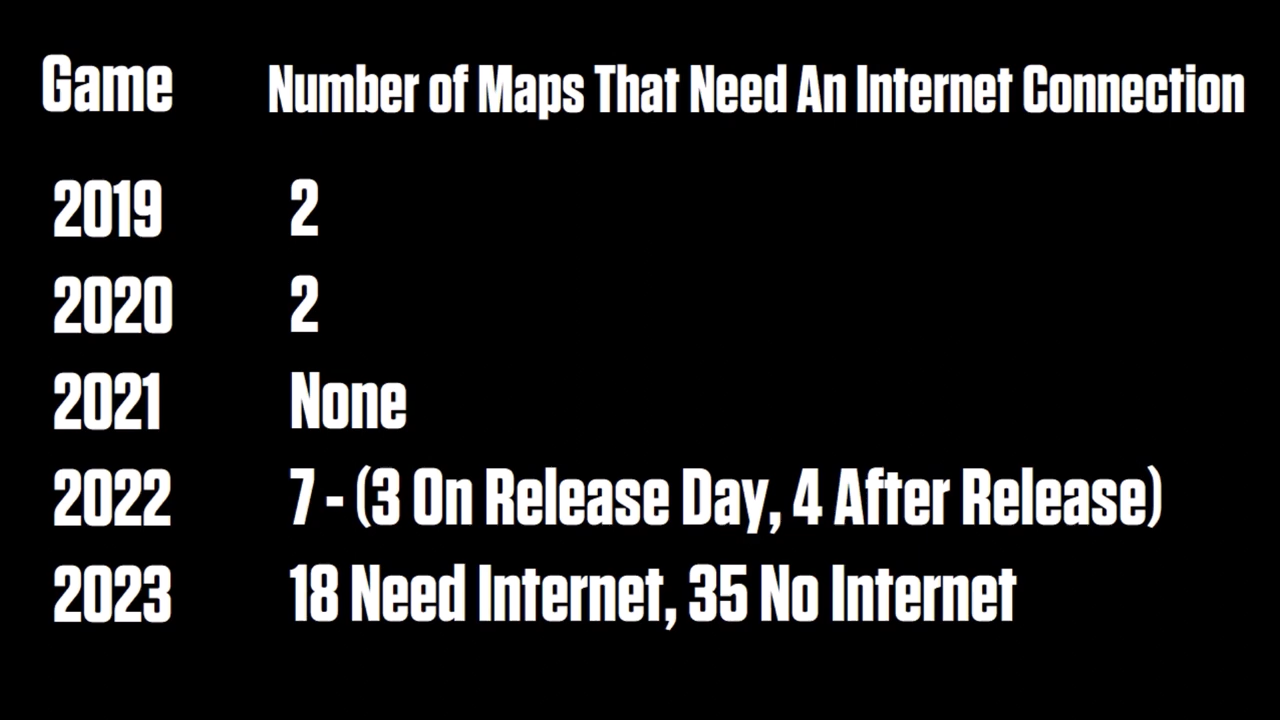 Game Number of Maps That Need An Internet Connection
2019 2
2020 2
2021 None
2022 7 - (3 On Release Day, 4 After Release)
2023 18 Need Internet, 35 No Internet